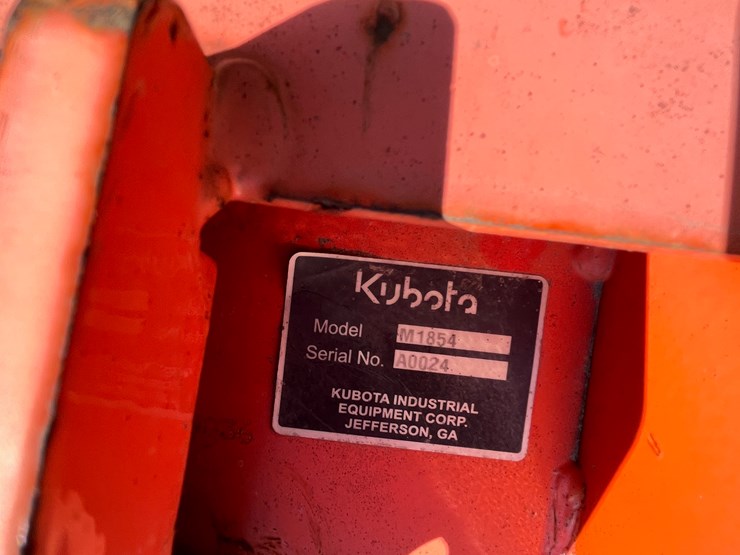 Kubota
Model M1854
Serial No. A0024
KUBOTA INDUSTRIAL
EQUIPMENT CORP.
JEFFERSON, GA